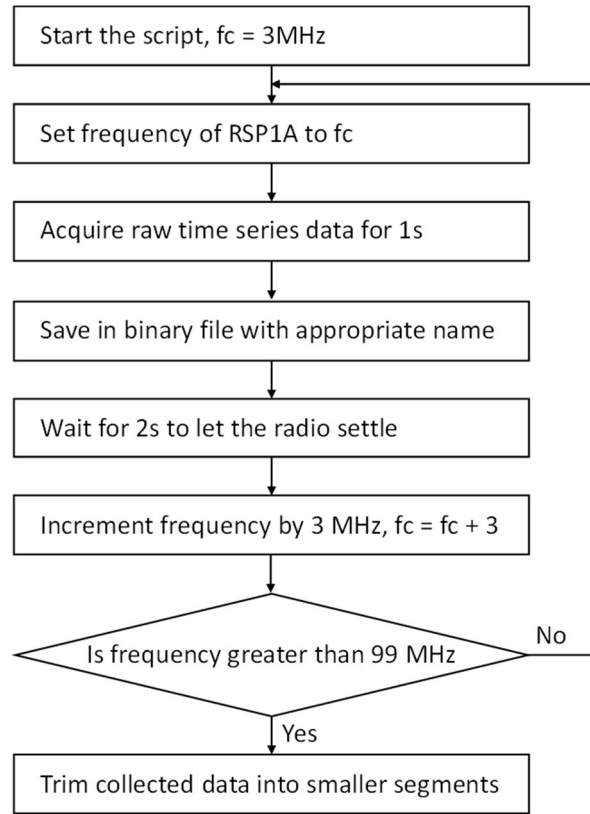 Start the script, fc = 3MHz
Set frequency of RSP1A to fc
Acquire raw time series data for 1s
Save in binary file with appropriate name
Wait for 2s to let the radio settle
Increment frequency by 3 MHz, fc = fc + 3
Is frequency greater than 99 MHz
No
Yes
Trim collected data into smaller segments